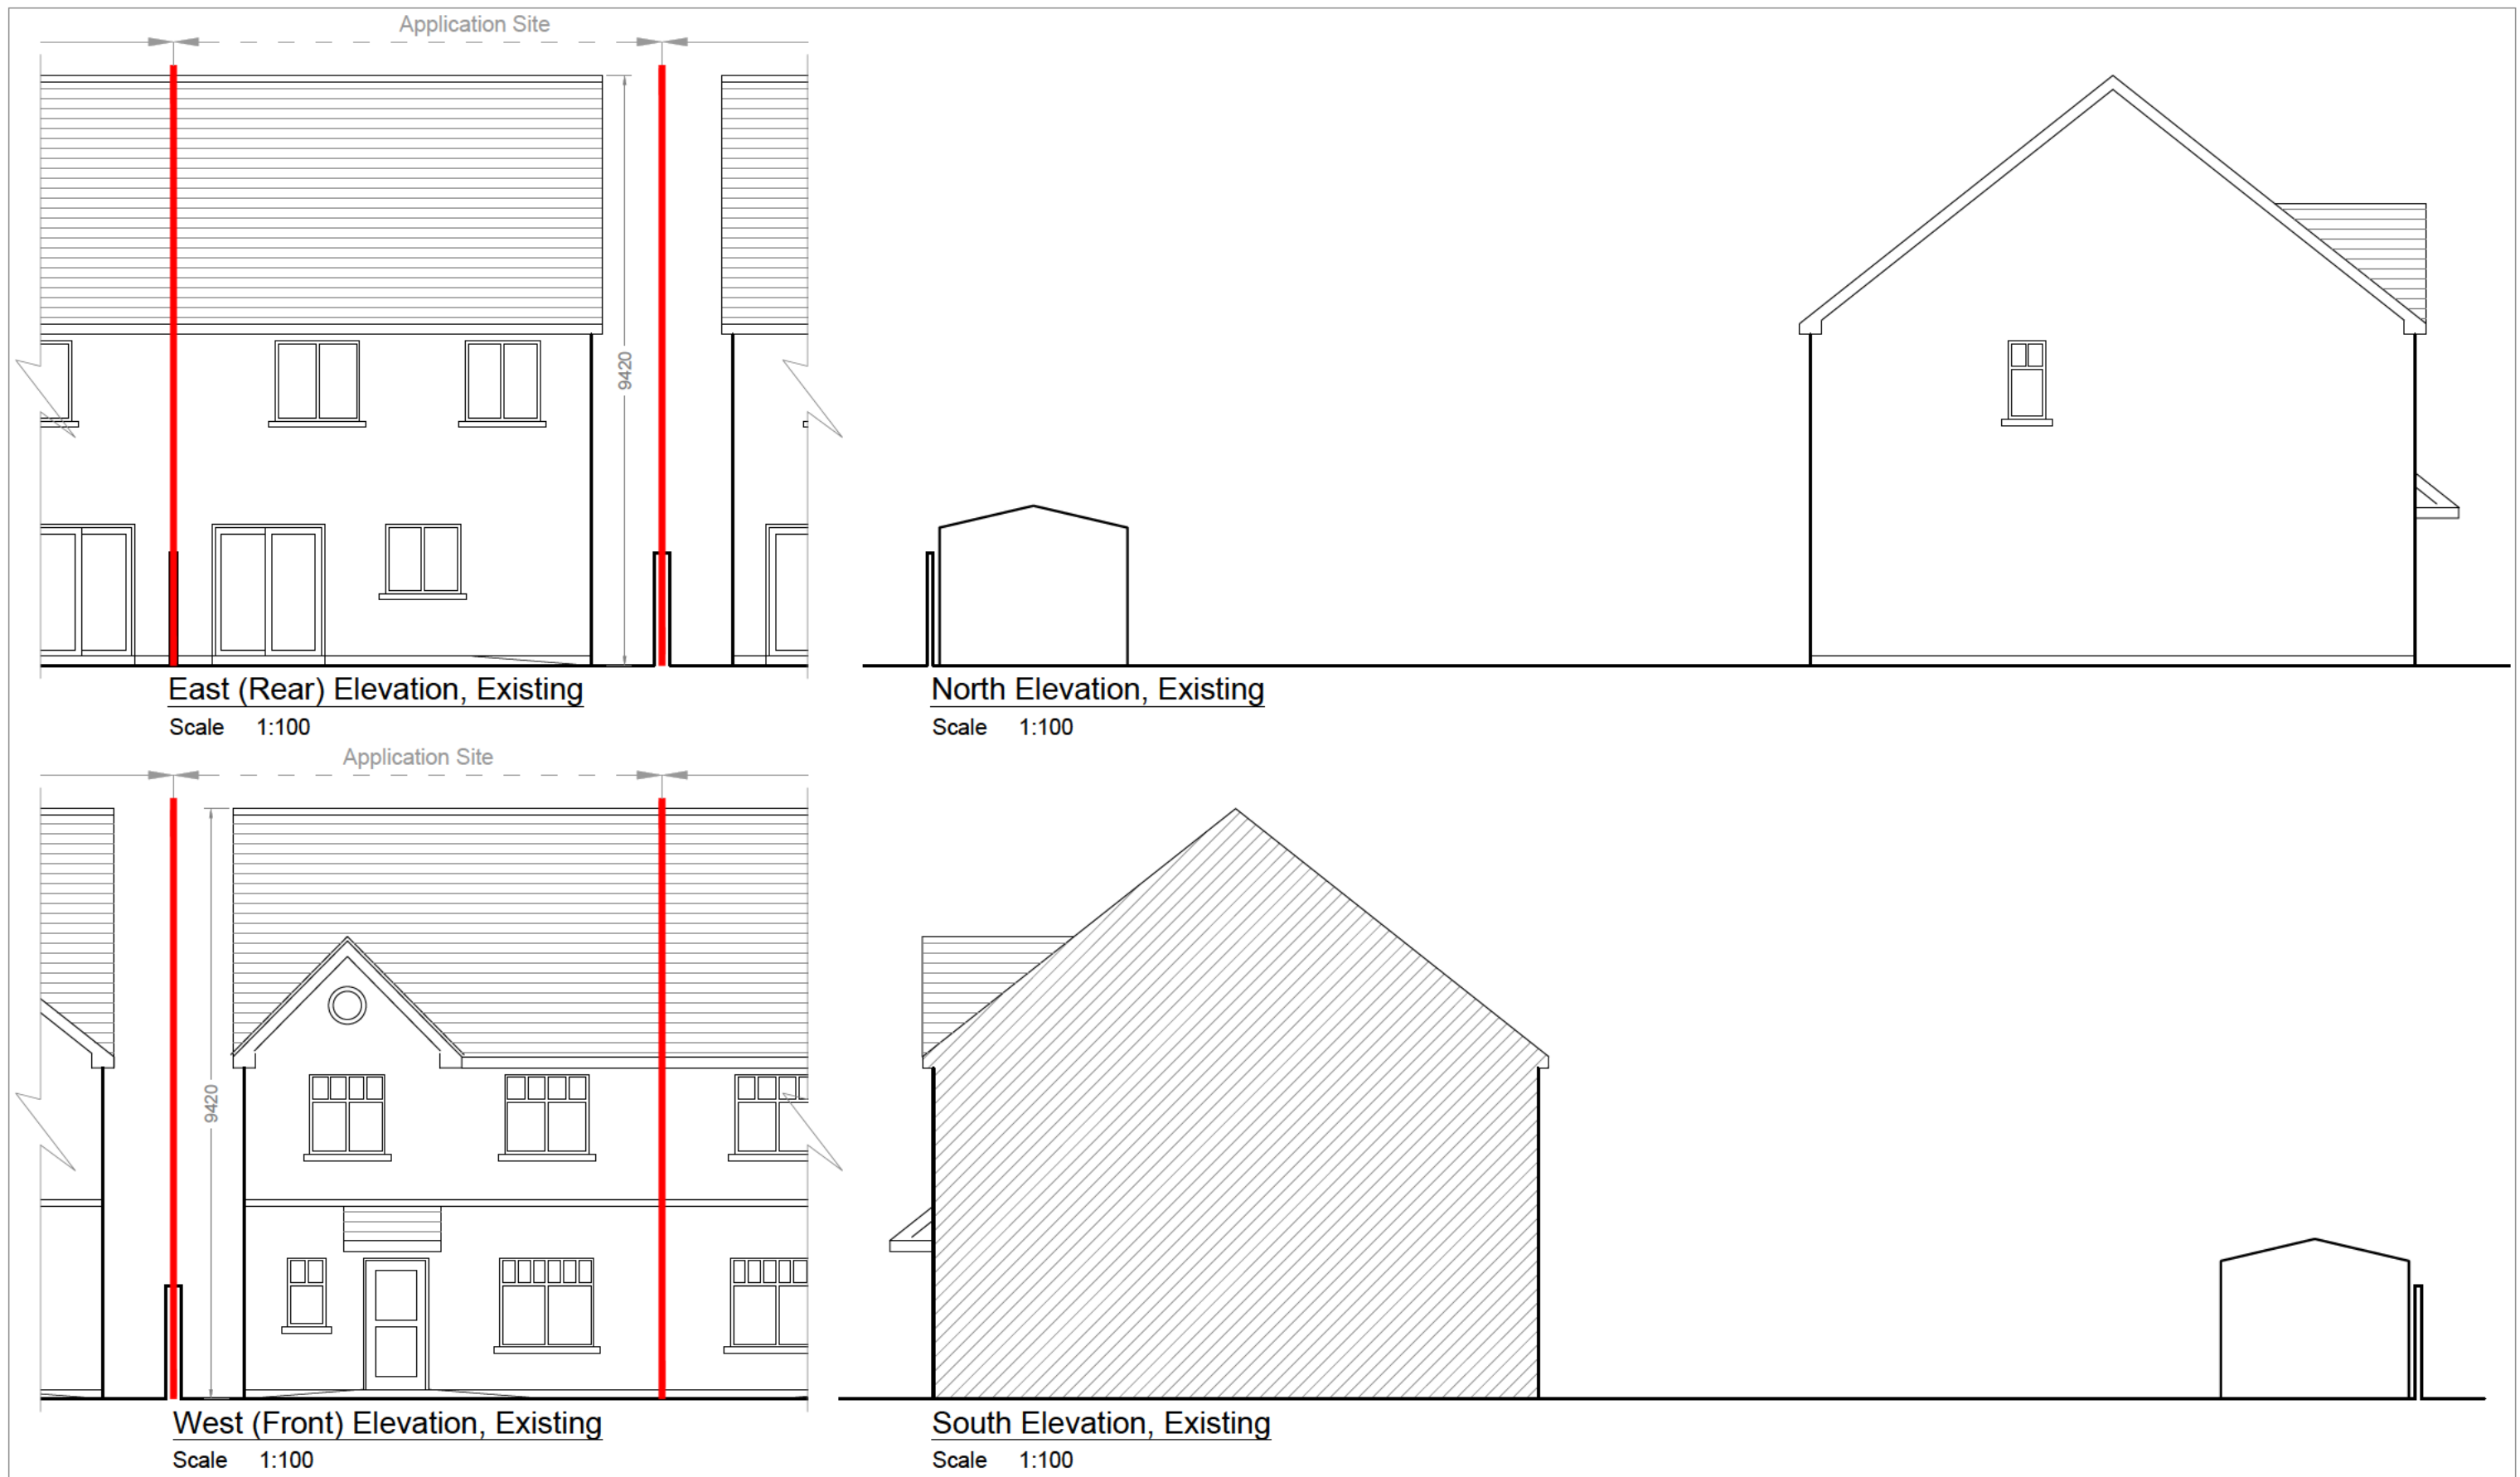 Application Site
9420
East (Rear) Elevation, Existing
Scale 1:100
North Elevation, Existing
Scale 1:100
Application Site
9420
West (Front) Elevation, Existing
Scale 1:100
South Elevation, Existing
Scale 1:100